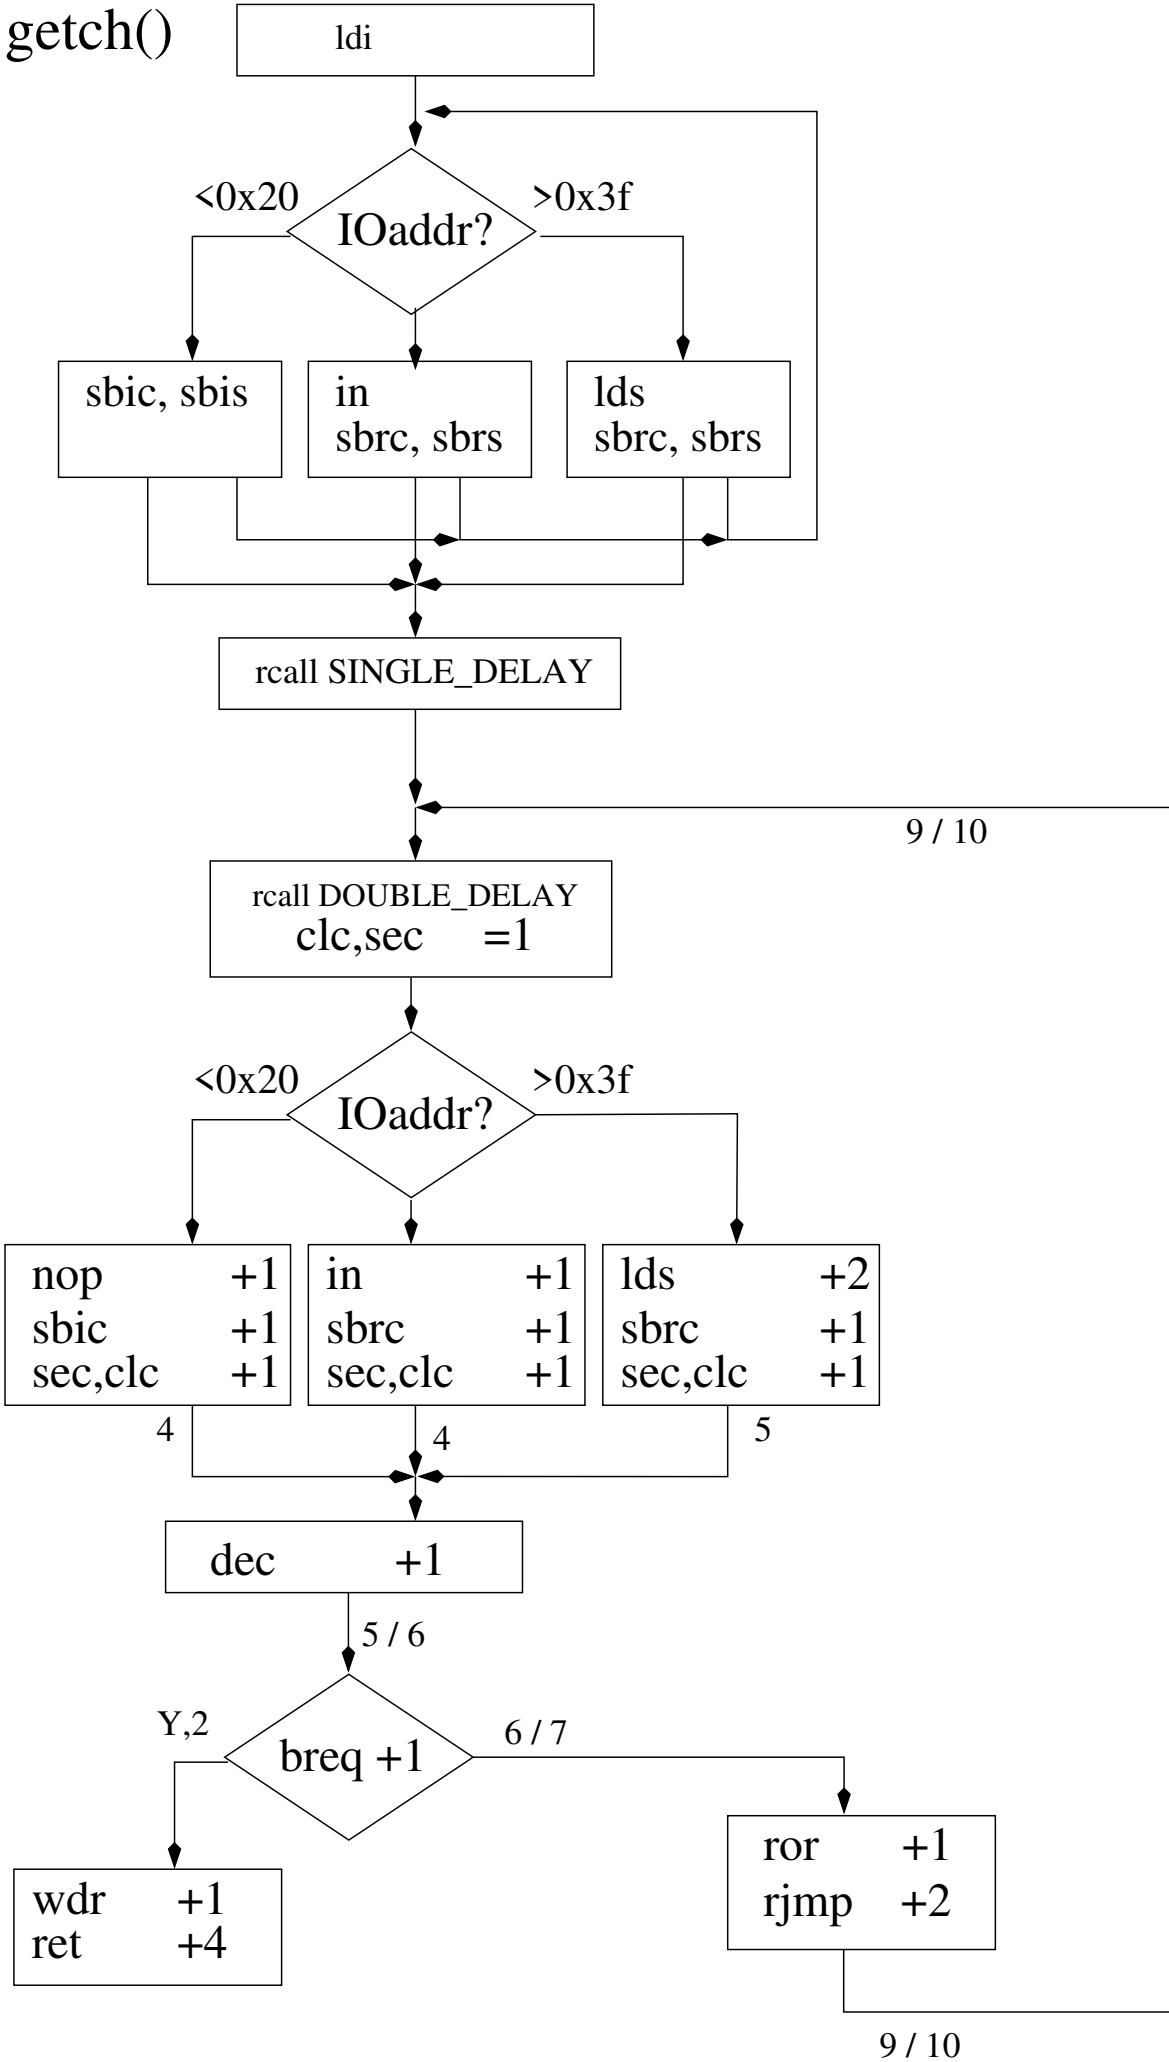 getch()
ldi
<0x20
>0x3f
IOaddr?
sbic, sbis
in
sbrc, sbrs
lds
sbrc, sbrs
rcall SINGLE_DELAY
9 / 10
rcall DOUBLE_DELAY
clc,sec =1
<0x20
>0x3f
IOaddr?
nop +1
sbic +1
sec,clc +1
in +1
sbrc +1
sec,clc +1
lds +2
sbrc +1
sec,clc +1
4
4
5
dec +1
5 / 6
Y,2
breq +1
6 / 7
wdr +1
ret +4
ror +1
rjmp +2
9 / 10